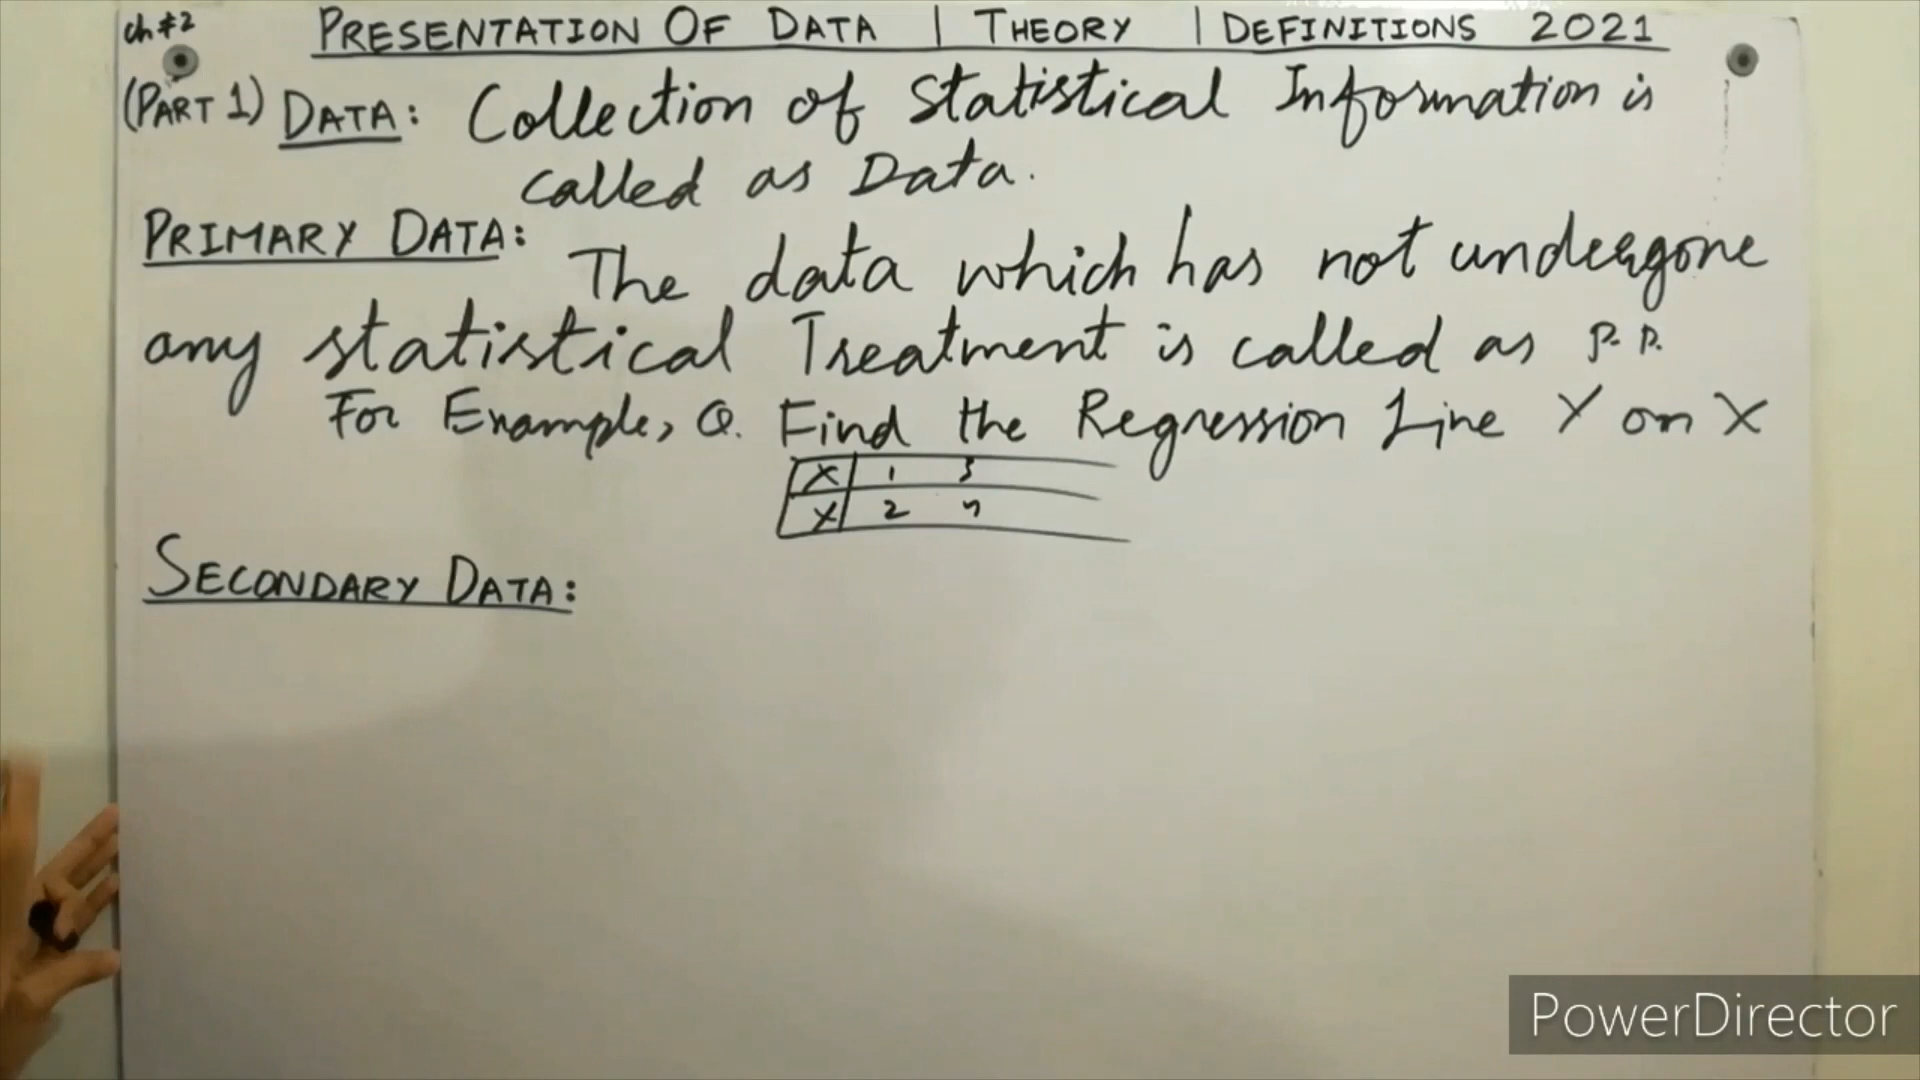 ch #2 PRESENTATION OF DATA | THEORY | DEFINITIONS 2021
(PART 1) DATA: Collection of Statistical Information is
called as Data.
PRIMARY DATA:
The data which has not undergone
any statistical Treatment is called as P.D.
For Example, Q. Find the Regression Line Y on X
X 1 3
Y 2
SECONDARY DATA:
PowerDirector